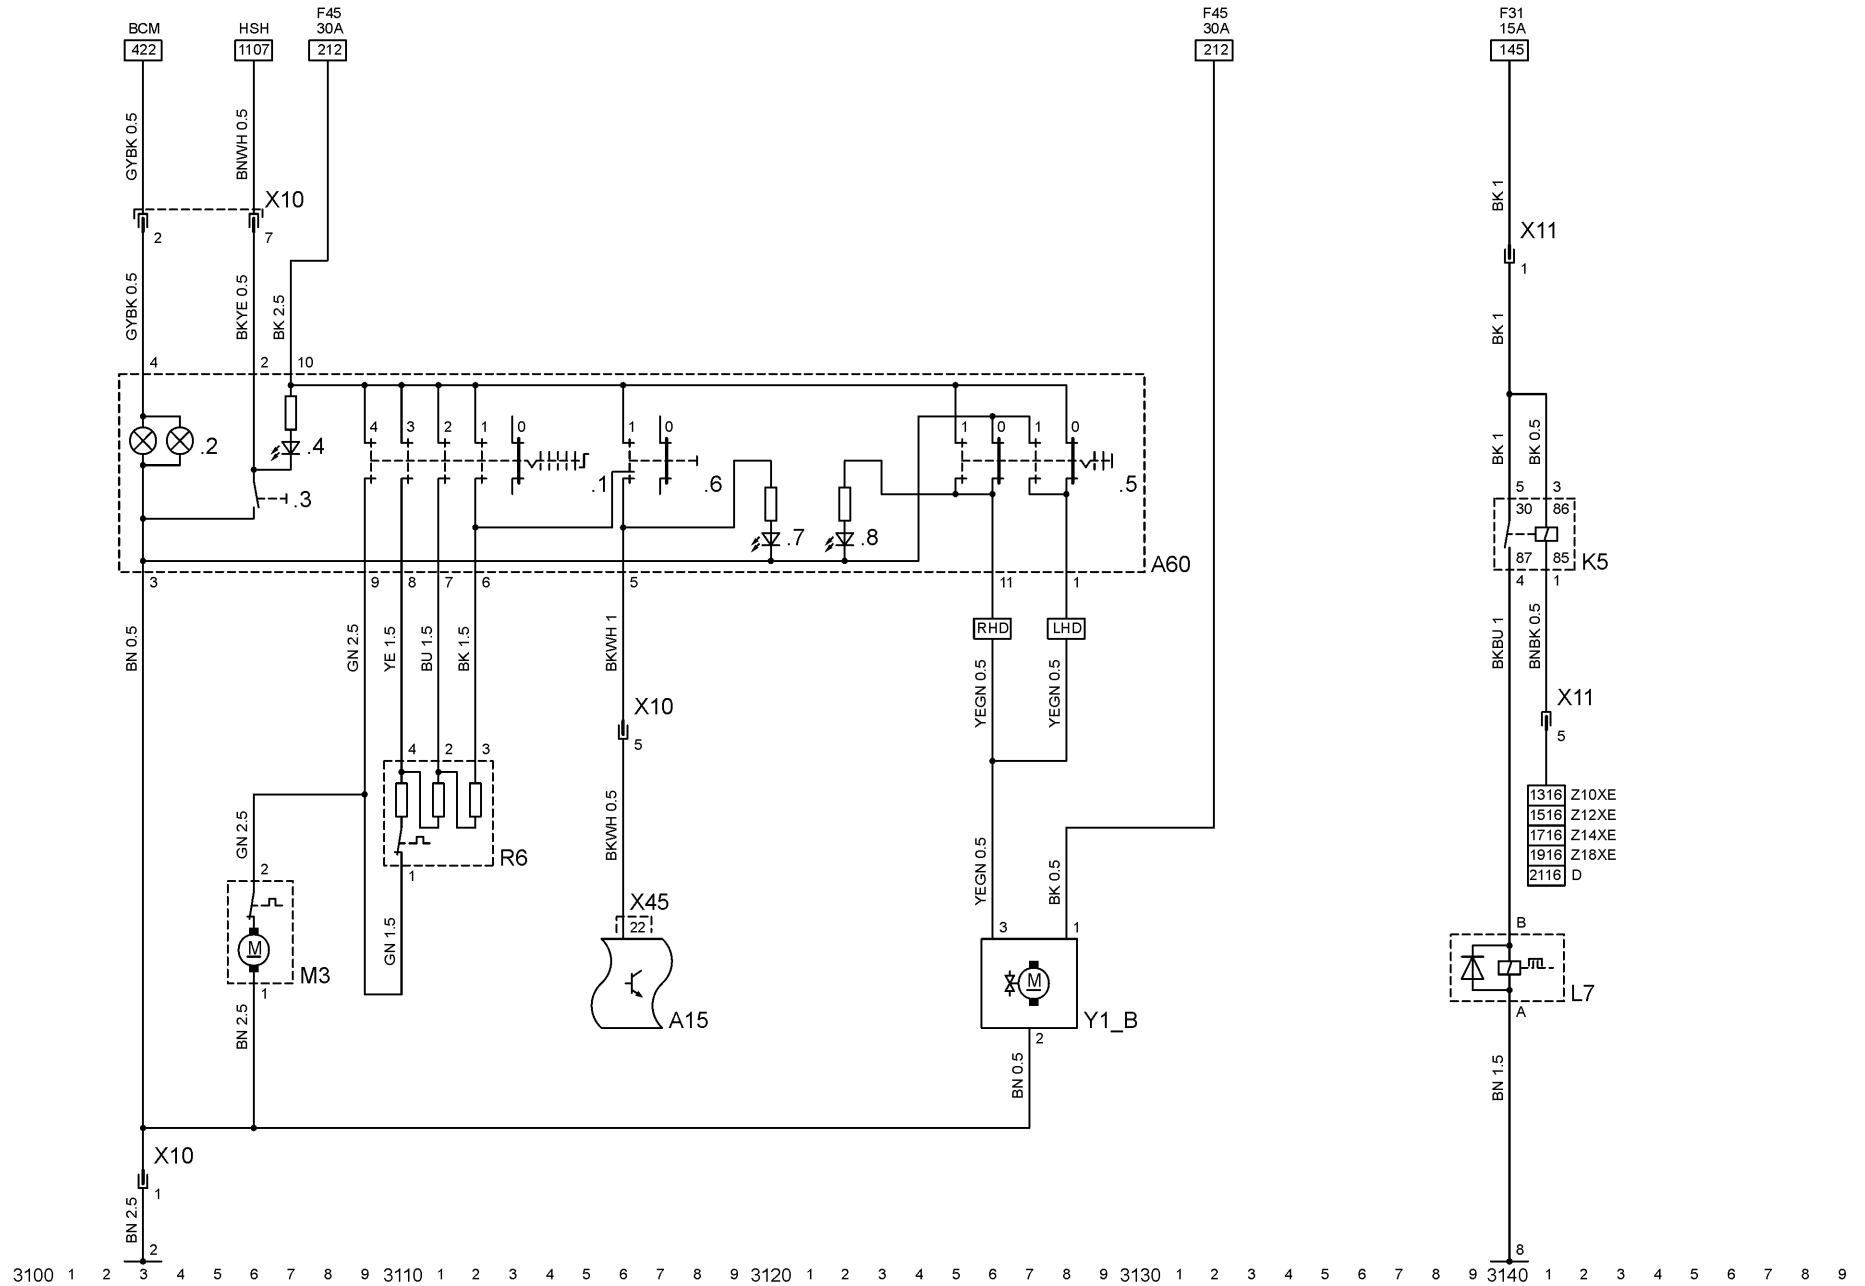 F45 F45 F31
BCM HSH 30A 30A 15A
422 1107 212 212 145
GYBK 0.5 BNWH 0.5 BK 1
X10
2 7
X11
1
GYBK 0.5 BKYE 0.5 BK 2.5 BK 1
4 2 10
4 3 2 1 0 1 0 1 0 1 0
.2 .4 .3 .1 .6 .5
BK 1 BK 0.5
5 3
30 86
.7 .8
87 85
A60 K5
3 9 8 7 6 5 11 1 4 1
RHD LHD
BN 0.5 GN 2.5 YE 1.5 BU 1.5 BK 1.5 BKWH 1 YEGN 0.5 YEGN 0.5 BKBU 1 BNBK 0.5
X10 X11
5 5
4 2 3
1316 Z10XE
1516 Z12XE
1716 Z14XE
1916 Z18XE
2116 D
GN 2.5 BKWH 0.5 YEGN 0.5 BK 0.5
R6
2 1
X45
22
GN 1.5
3 1 B
M M
M3
1
A15 Y1_B L7
A
BN 2.5 2 BN 0.5 BN 1.5
X10
1
BN 2.5
2 8
3100 1 2 3 4 5 6 7 8 9 3110 1 2 3 4 5 6 7 8 9 3120 1 2 3 4 5 6 7 8 9 3130 1 2 3 4 5 6 7 8 9 3140 1 2 3 4 5 6 7 8 9